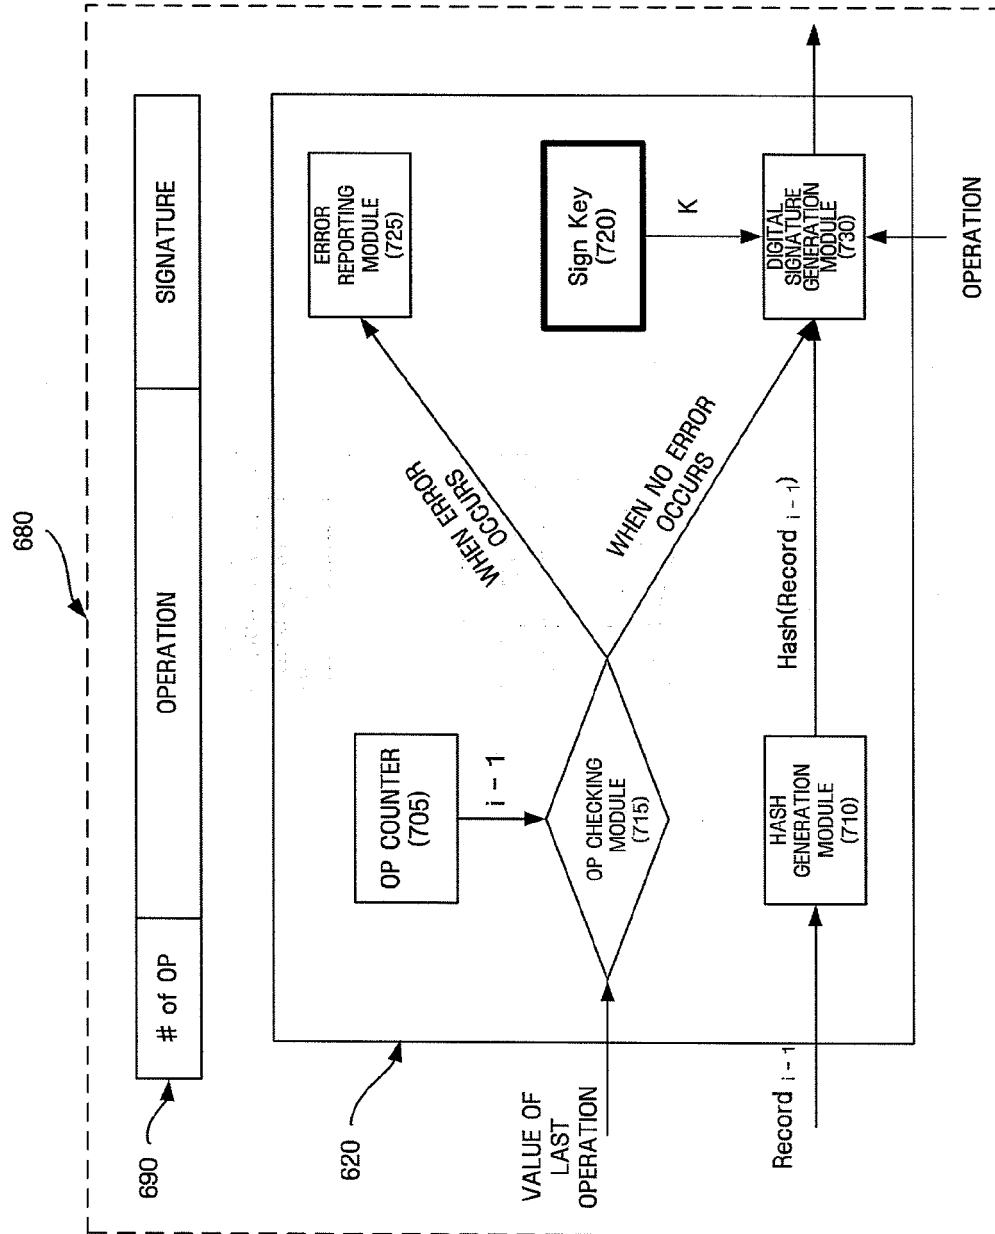 680
690
# of OP
OPERATION
SIGNATURE
620
OP COUNTER
(705)
i - 1
ERROR
REPORTING
MODULE
(725)
WHEN ERROR
OCCURS
VALUE OF
LAST
OPERATION
OP CHECKING
MODULE
(715)
Sign Key
(720)
K
WHEN NO ERROR
OCCURS
Record i - 1
HASH
GENERATION
MODULE
(710)
Hash(Record i - 1)
DIGITAL
SIGNATURE
GENERATION
MODULE
(730)
OPERATION